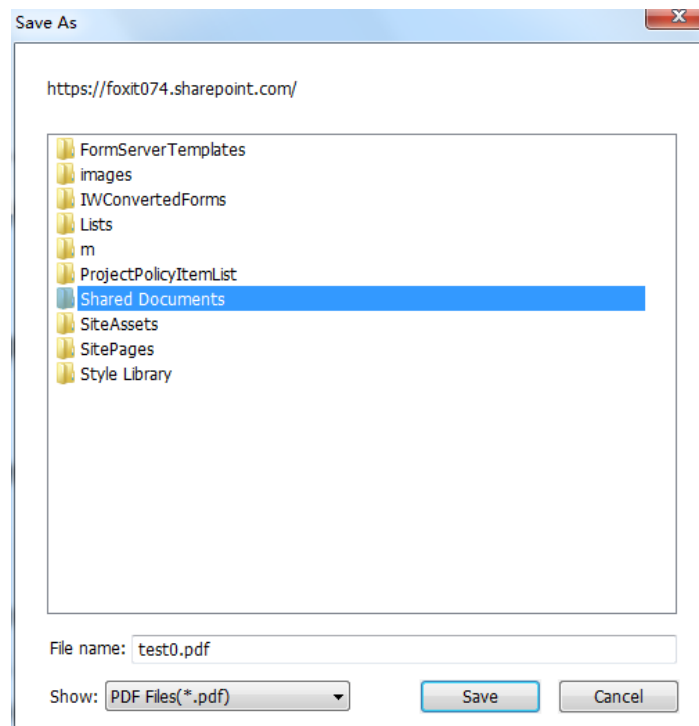 Save As
https://foxit074.sharepoint.com/
FormServerTemplates
images
IWConvertedForms
Lists
m
ProjectPolicyItemList
Shared Documents
SiteAssets
SitePages
Style Library
File name: test0.pdf
Show: PDF Files(*.pdf) Save Cancel